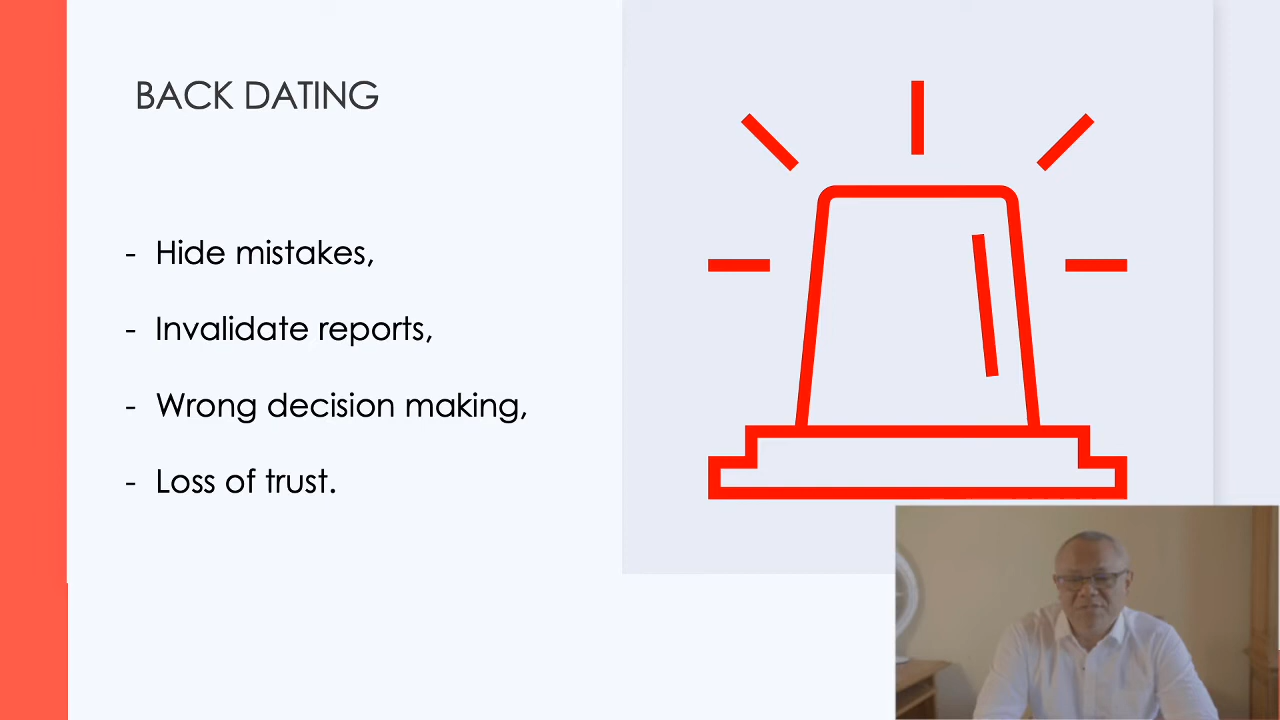 BACK DATING
- Hide mistakes,
- Invalidate reports,
- Wrong decision making,
- Loss of trust.